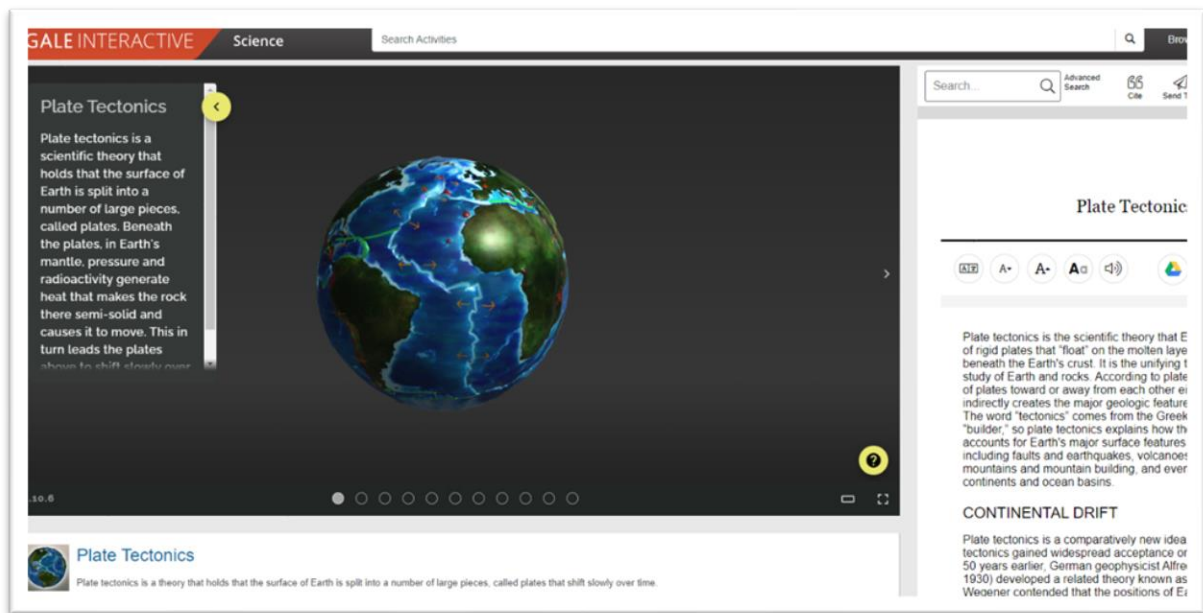 GALE INTERACTIVE
Science
Search Activities
Plate Tectonics
Plate tectonics is a
scientific theory that
holds that the surface of
Earth is split into a
number of large pieces,
called plates. Beneath
the plates, in Earth's
mantle, pressure and
radioactivity generate
heat that makes the rock
there semi-solid and
causes it to move. This in
turn leads the plates
above to shift slowly over
.10.6
Plate Tectonics
Plate tectonics is a theory that holds that the surface of Earth is split into a number of large pieces, called plates that shift slowly over time.
Search...
Advanced
Search
Cite
Send
Plate Tectonic
A-
A+
Aa
Plate tectonics is the scientific theory that
of rigid plates that "float" on the molten
beneath the Earth's crust. It is the unifying
study of Earth and rocks. According to plate
of plates toward or away from each other
indirectly creates the major geologic
The word "tectonics" comes from the Greek
"builder," so plate tectonics explains how
accounts for Earth's major surface features
including faults and earthquakes, volcanoes
mountains and mountain building, and
continents and ocean basins.
CONTINENTAL DRIFT
Plate tectonics is a comparatively new idea
tectonics gained widespread acceptance
50 years earlier, German geophysicist
1930) developed a related theory known as
Wegener contended that the positions of